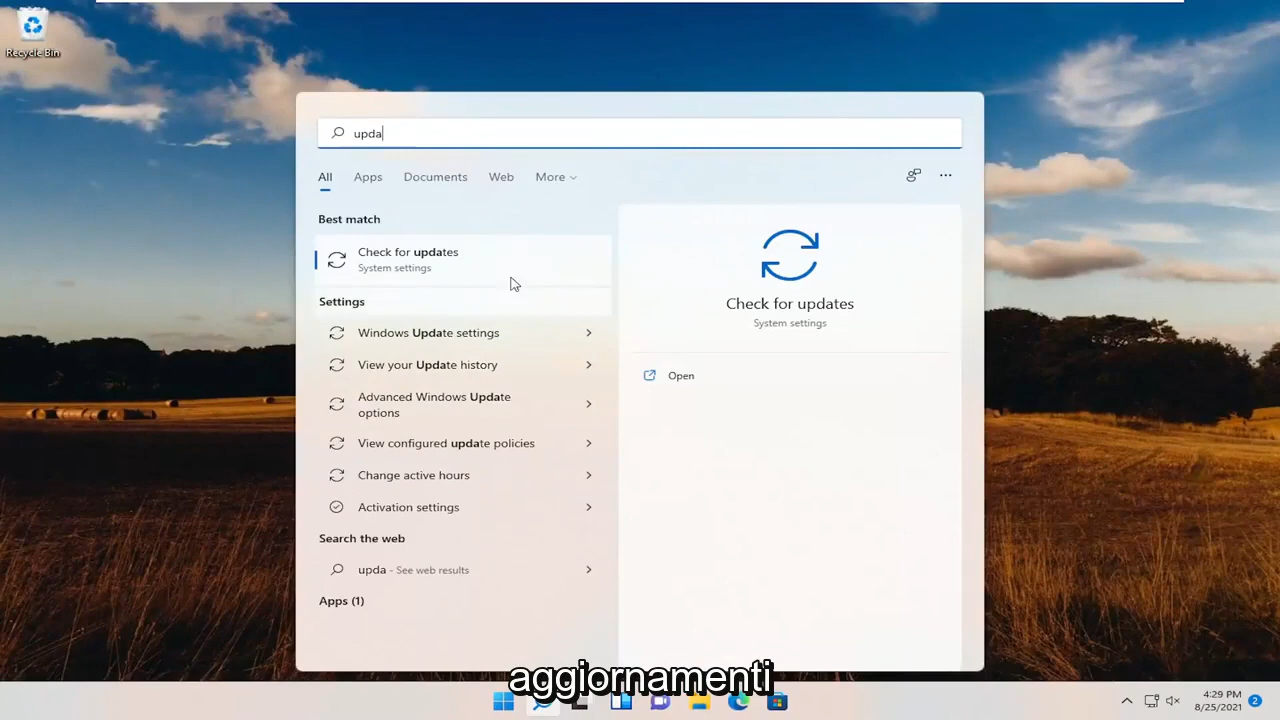 Recycle Bin
upda
All Apps Documents Web More
Best match
Check for updates
System settings
Settings
Windows Update settings
View your Update history
Advanced Windows Update
options
View configured update policies
Change active hours
Activation settings
Search the web
upda - See web results
Apps (1)
Check for updates
System settings
Open
aggiornamenti
4:29 PM
8/25/2021
2